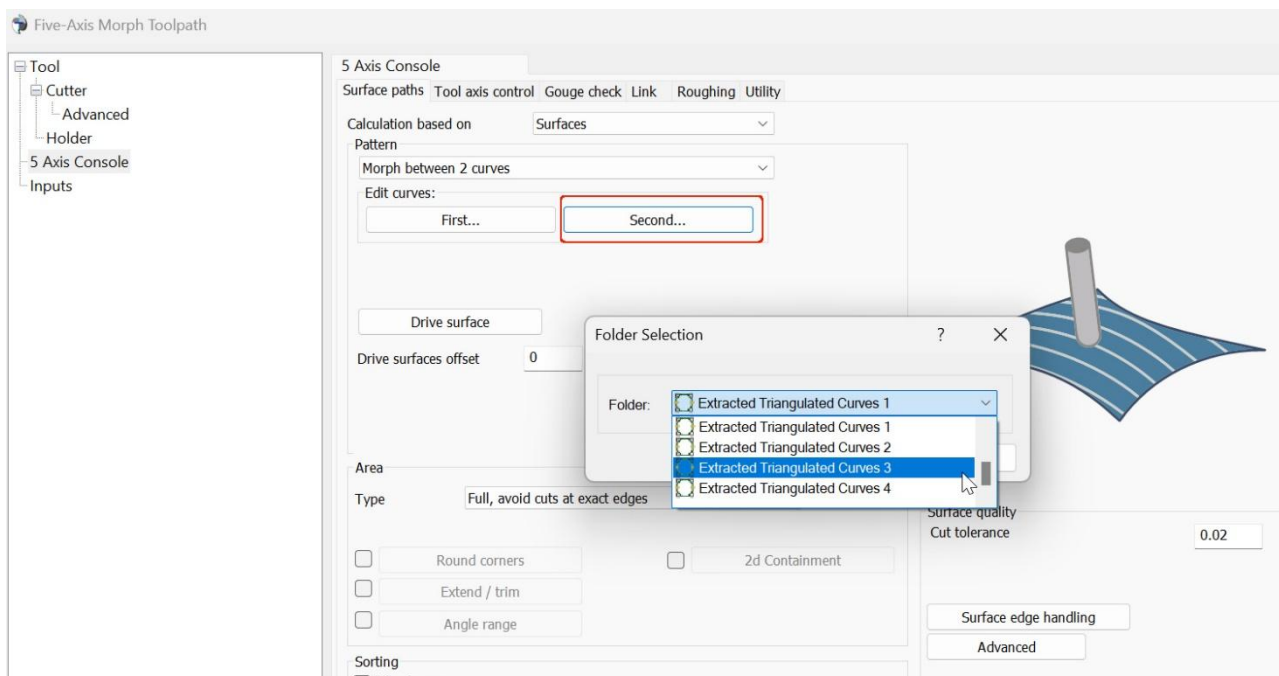 Five-Axis Morph Toolpath
Tool
Cutter
Advanced
Holder
5 Axis Console
Inputs
5 Axis Console
Surface paths Tool axis control Gouge check Link Roughing Utility
Calculation based on Surfaces
Pattern
Morph between 2 curves
Edit curves:
First... Second...
Drive surface
Drive surfaces offset 0
Folder Selection ? X
Folder: Extracted Triangulated Curves 1
Extracted Triangulated Curves 1
Extracted Triangulated Curves 2
Extracted Triangulated Curves 3
Extracted Triangulated Curves 4
Area
Type Full, avoid cuts at exact edges
Round corners 2d Containment
Extend / trim
Angle range
Sorting
Surface quality
Cut tolerance 0.02
Surface edge handling
Advanced